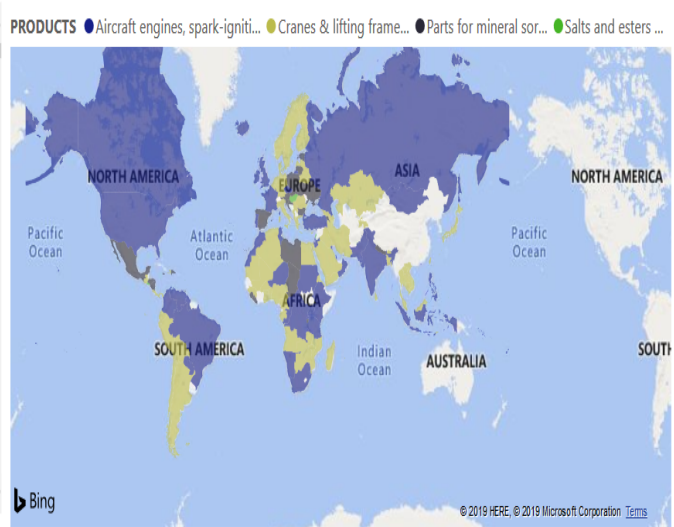 PRODUCTS Aircraft engines, spark-igniti... Cranes & lifting frame... Parts for mineral sor... Salts and esters ...
NORTH AMERICA
EUROPE
ASIA
NORTH AMERICA
Pacific
Ocean
Atlantic
Ocean
Pacific
Ocean
AFRICA
SOUTH AMERICA
Indian
Ocean
AUSTRALIA
SOUTH
Bing
© 2019 HERE, © 2019 Microsoft Corporation Terms